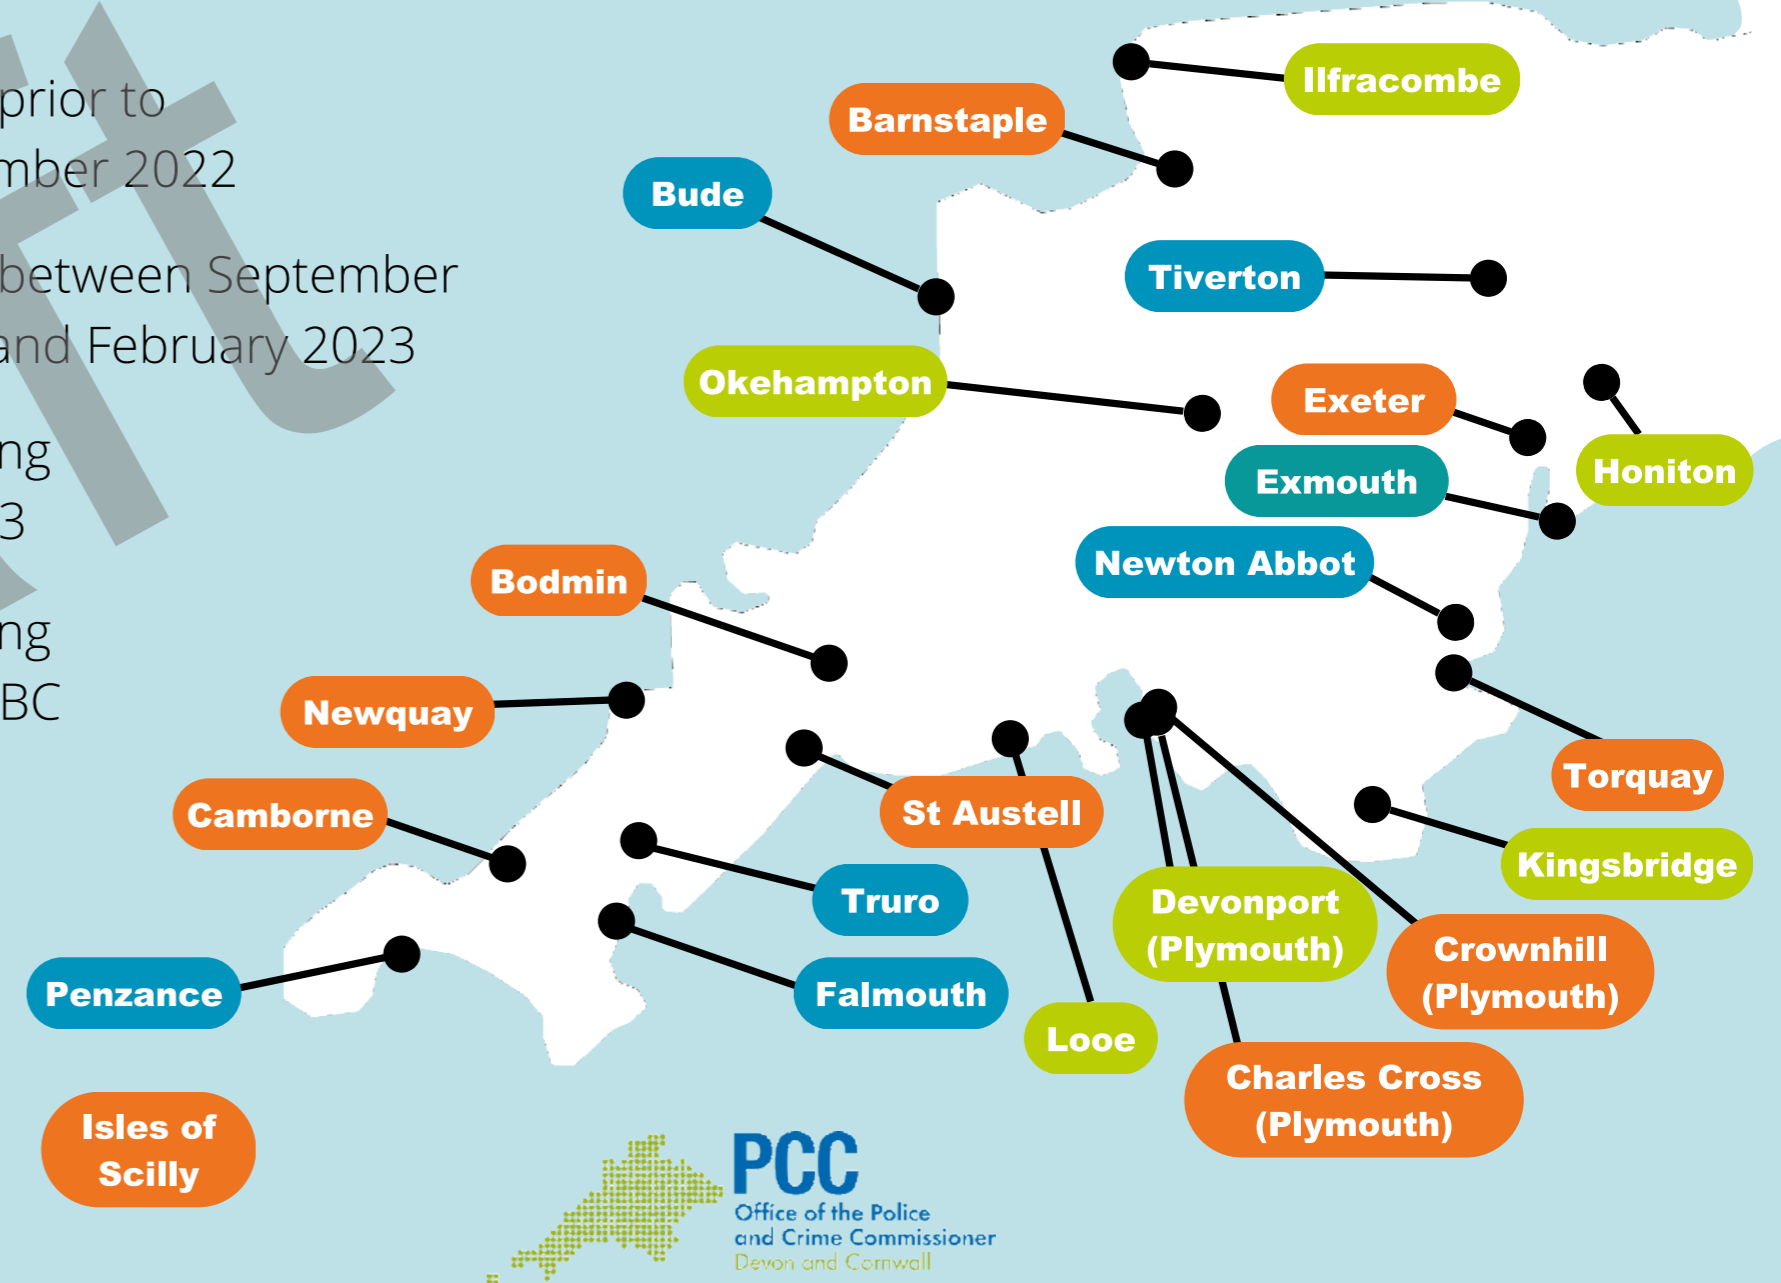 prior to
mber 2022
between September
and February 2023
ng
3
ng
BC
Ilfracombe
Barnstaple
Bude
Tiverton
Okehampton
Exeter
Honiton
Exmouth
Newton Abbot
Bodmin
Newquay
Torquay
Camborne
St Austell
Kingsbridge
Truro
Devonport
(Plymouth)
Crownhill
(Plymouth)
Penzance
Falmouth
Looe
Charles Cross
(Plymouth)
Isles of
Scilly
PCC
Office of the Police
and Crime Commissioner
Devon and Cornwall